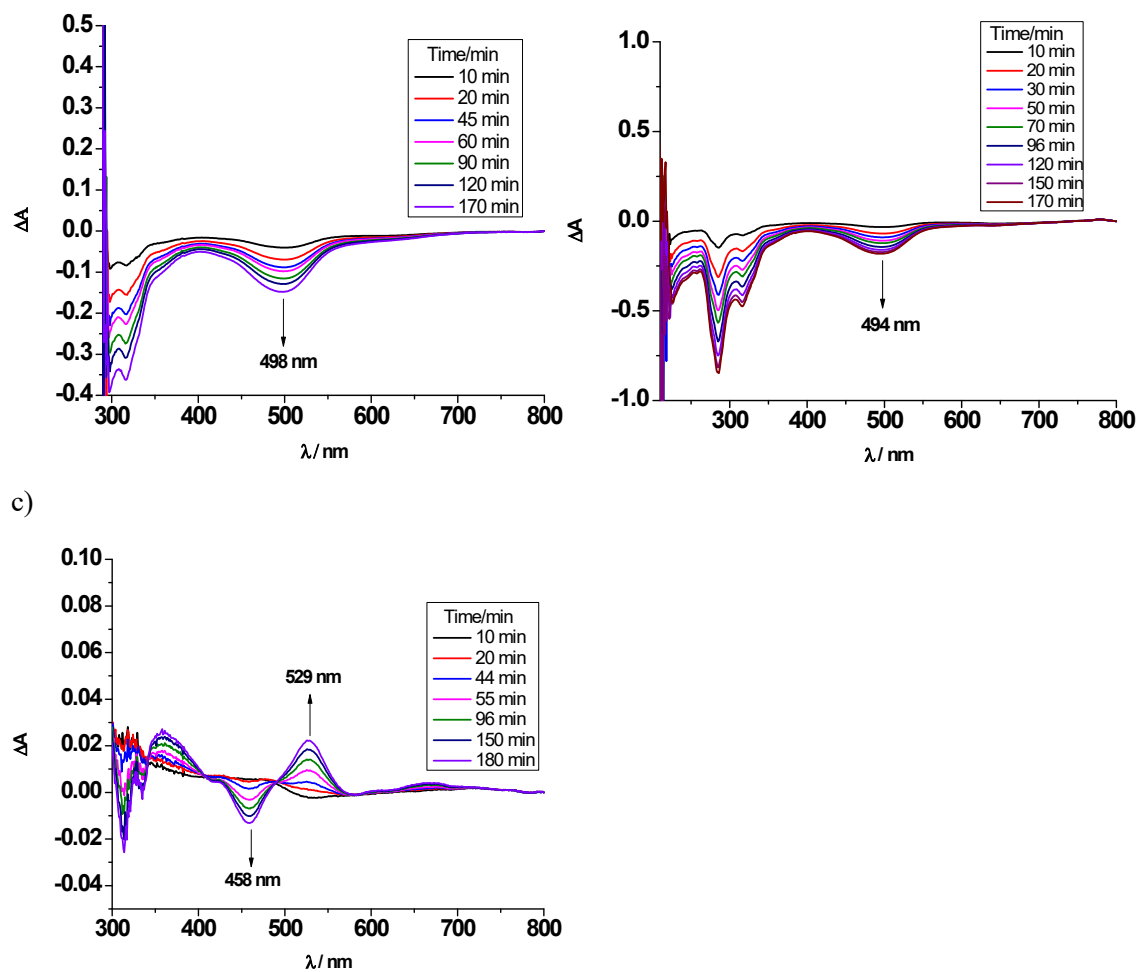 0.5
0.4
0.3
0.2
0.1
0.0
-0.1
-0.2
-0.3
-0.4
ΔA
300 400 500 600 700 800
λ / nm
Time/min
10 min
20 min
45 min
60 min
90 min
120 min
170 min
498 nm
1.0
0.5
0.0
-0.5
-1.0
ΔA
300 400 500 600 700 800
λ / nm
Time/min
10 min
20 min
30 min
50 min
70 min
96 min
120 min
150 min
170 min
494 nm
c)
0.10
0.08
0.06
0.04
0.02
0.00
-0.02
-0.04
ΔA
300 400 500 600 700 800
λ / nm
Time/min
10 min
20 min
44 min
55 min
96 min
150 min
180 min
529 nm
458 nm